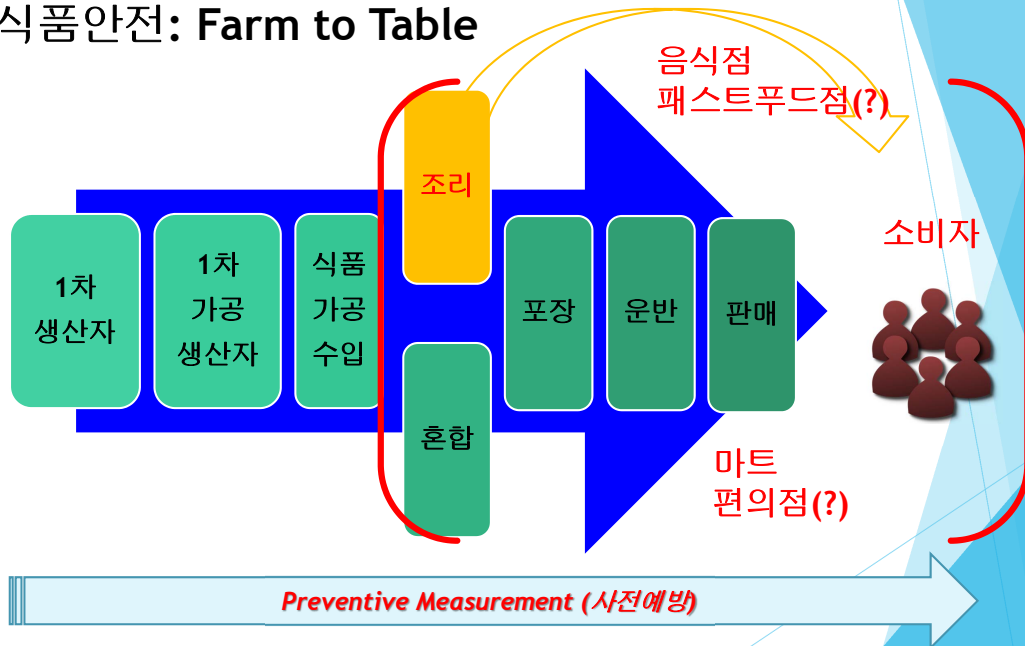 식품안전: Farm to Table
음식점
패스트푸드점(?)
조리
소비자
1차
생산자
1차
가공
생산자
식품
가공
수입
포장
운반
판매
혼합
마트
편의점(?)
Preventive Measurement (사전예방)